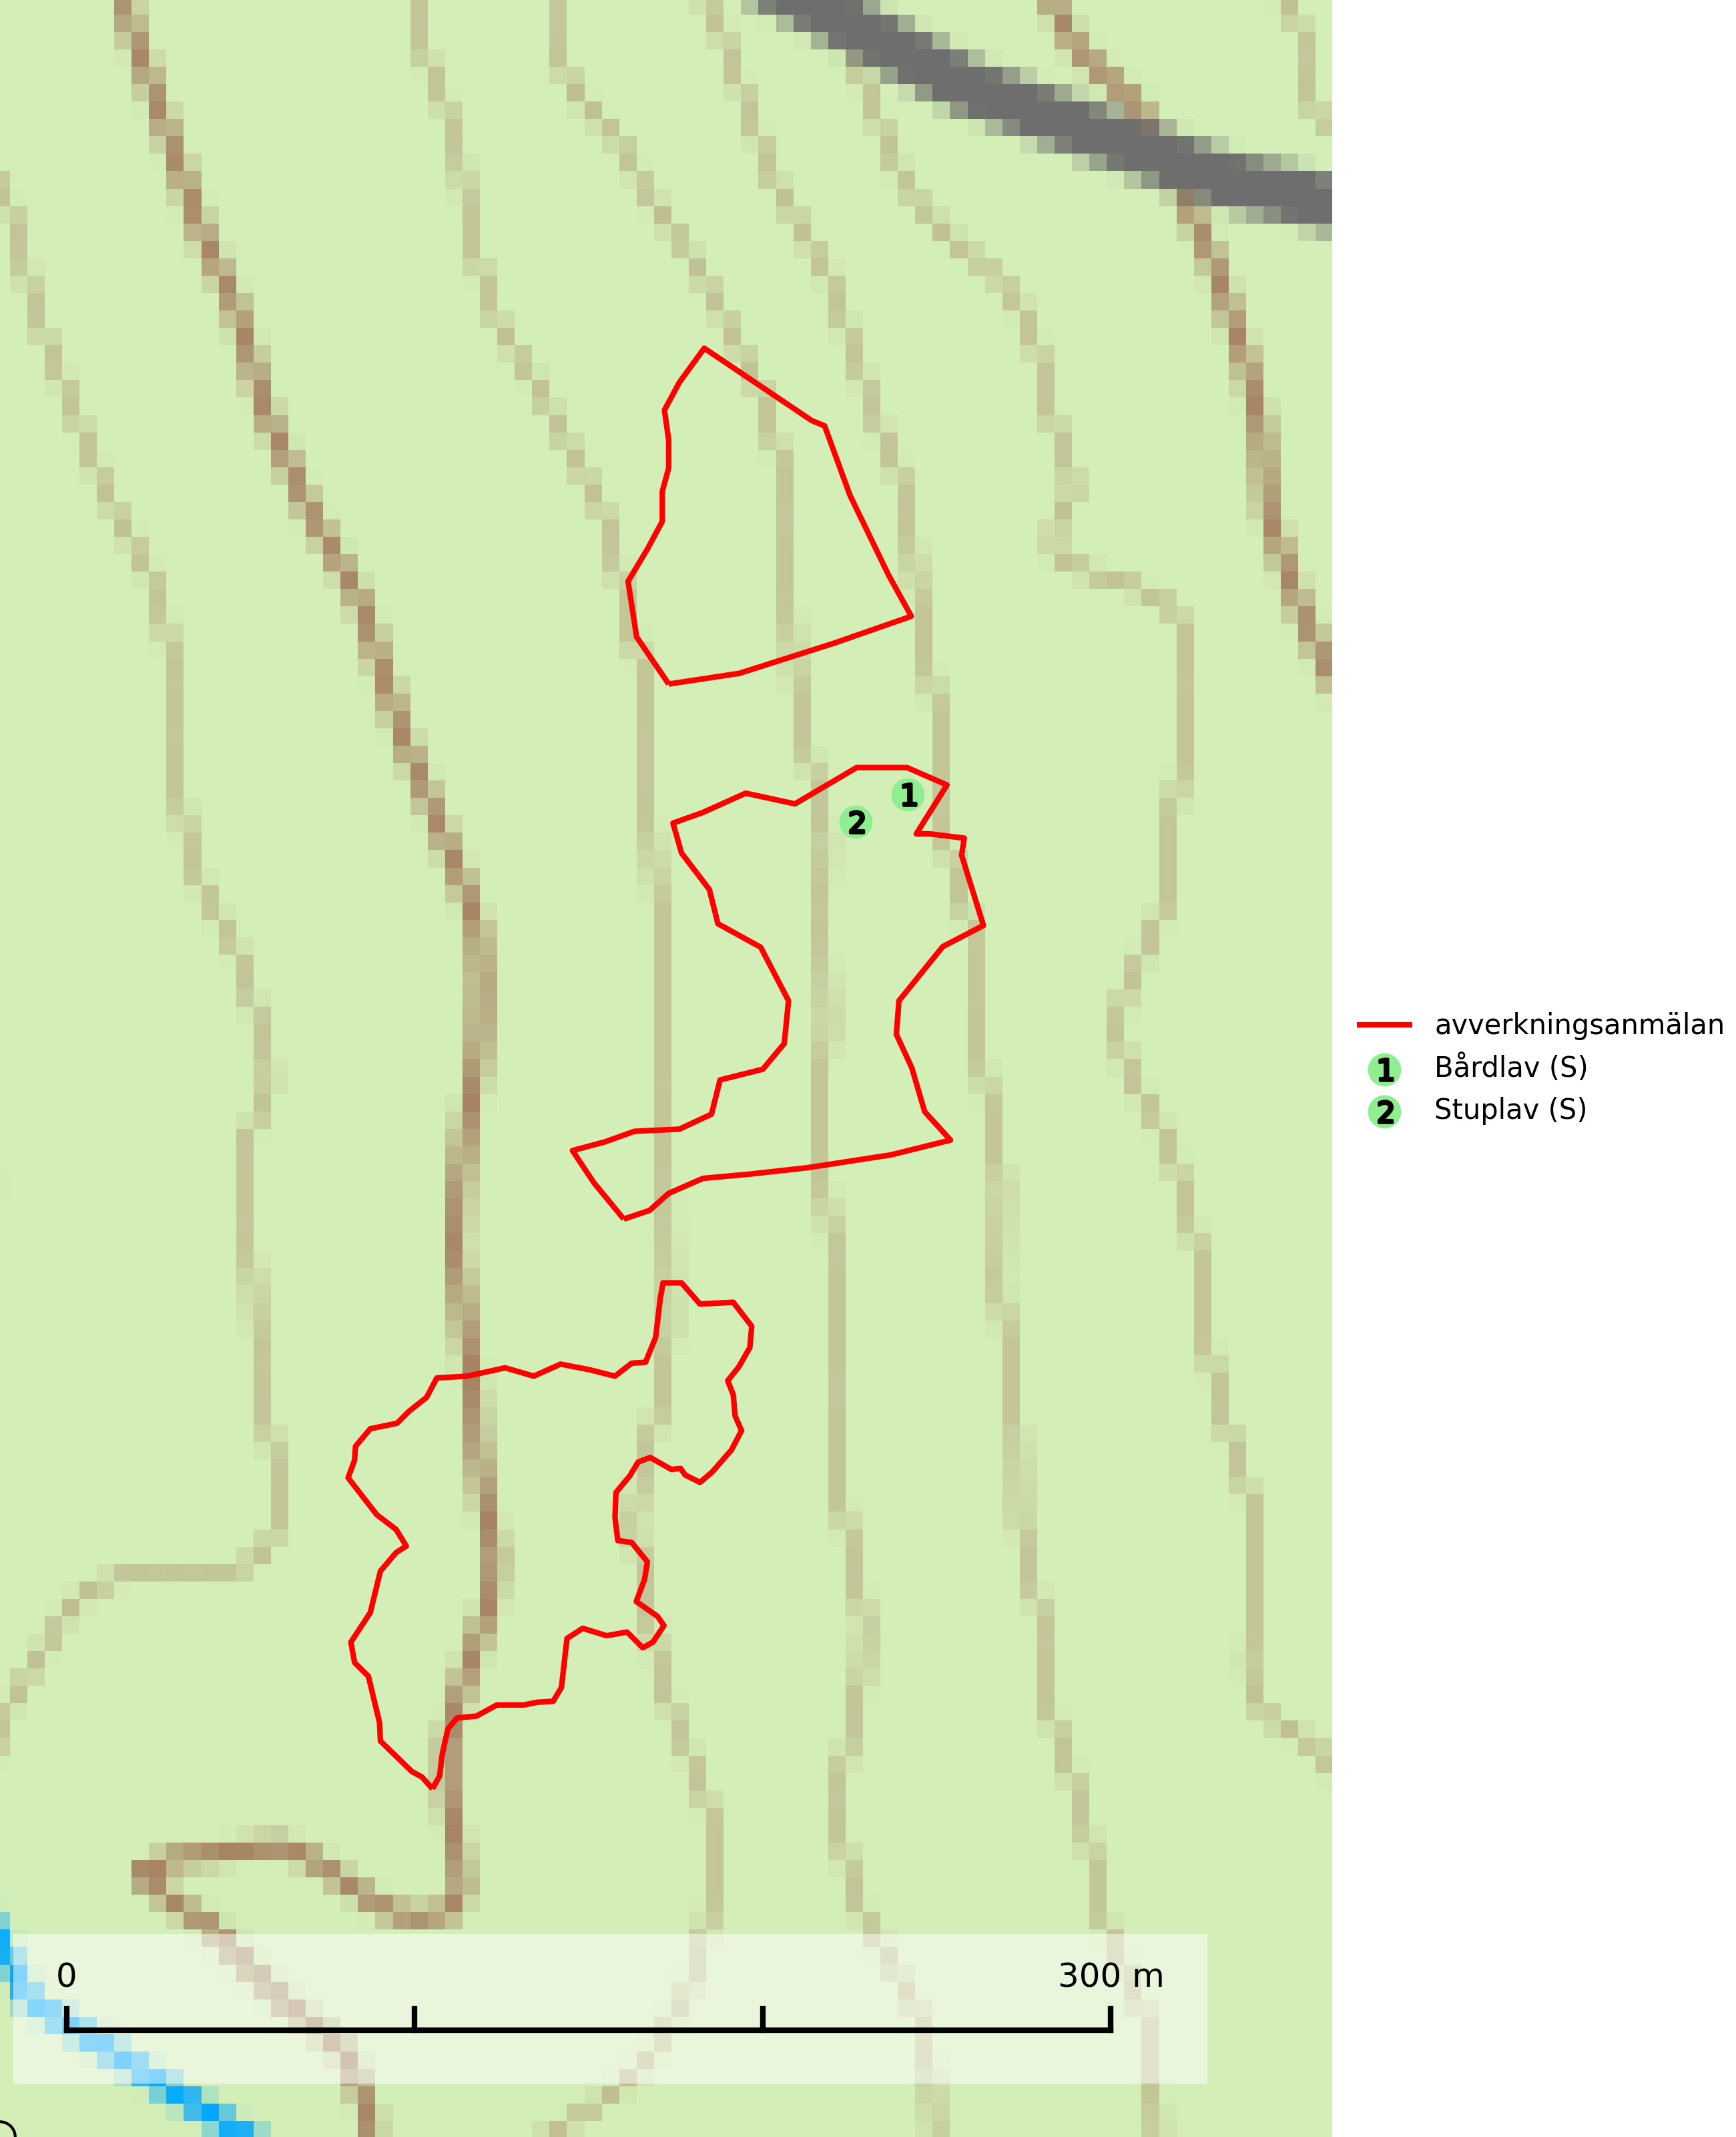 1
2
avverkningsanmälan
1 Bårdlav (S)
2 Stuplav (S)
0 300 m